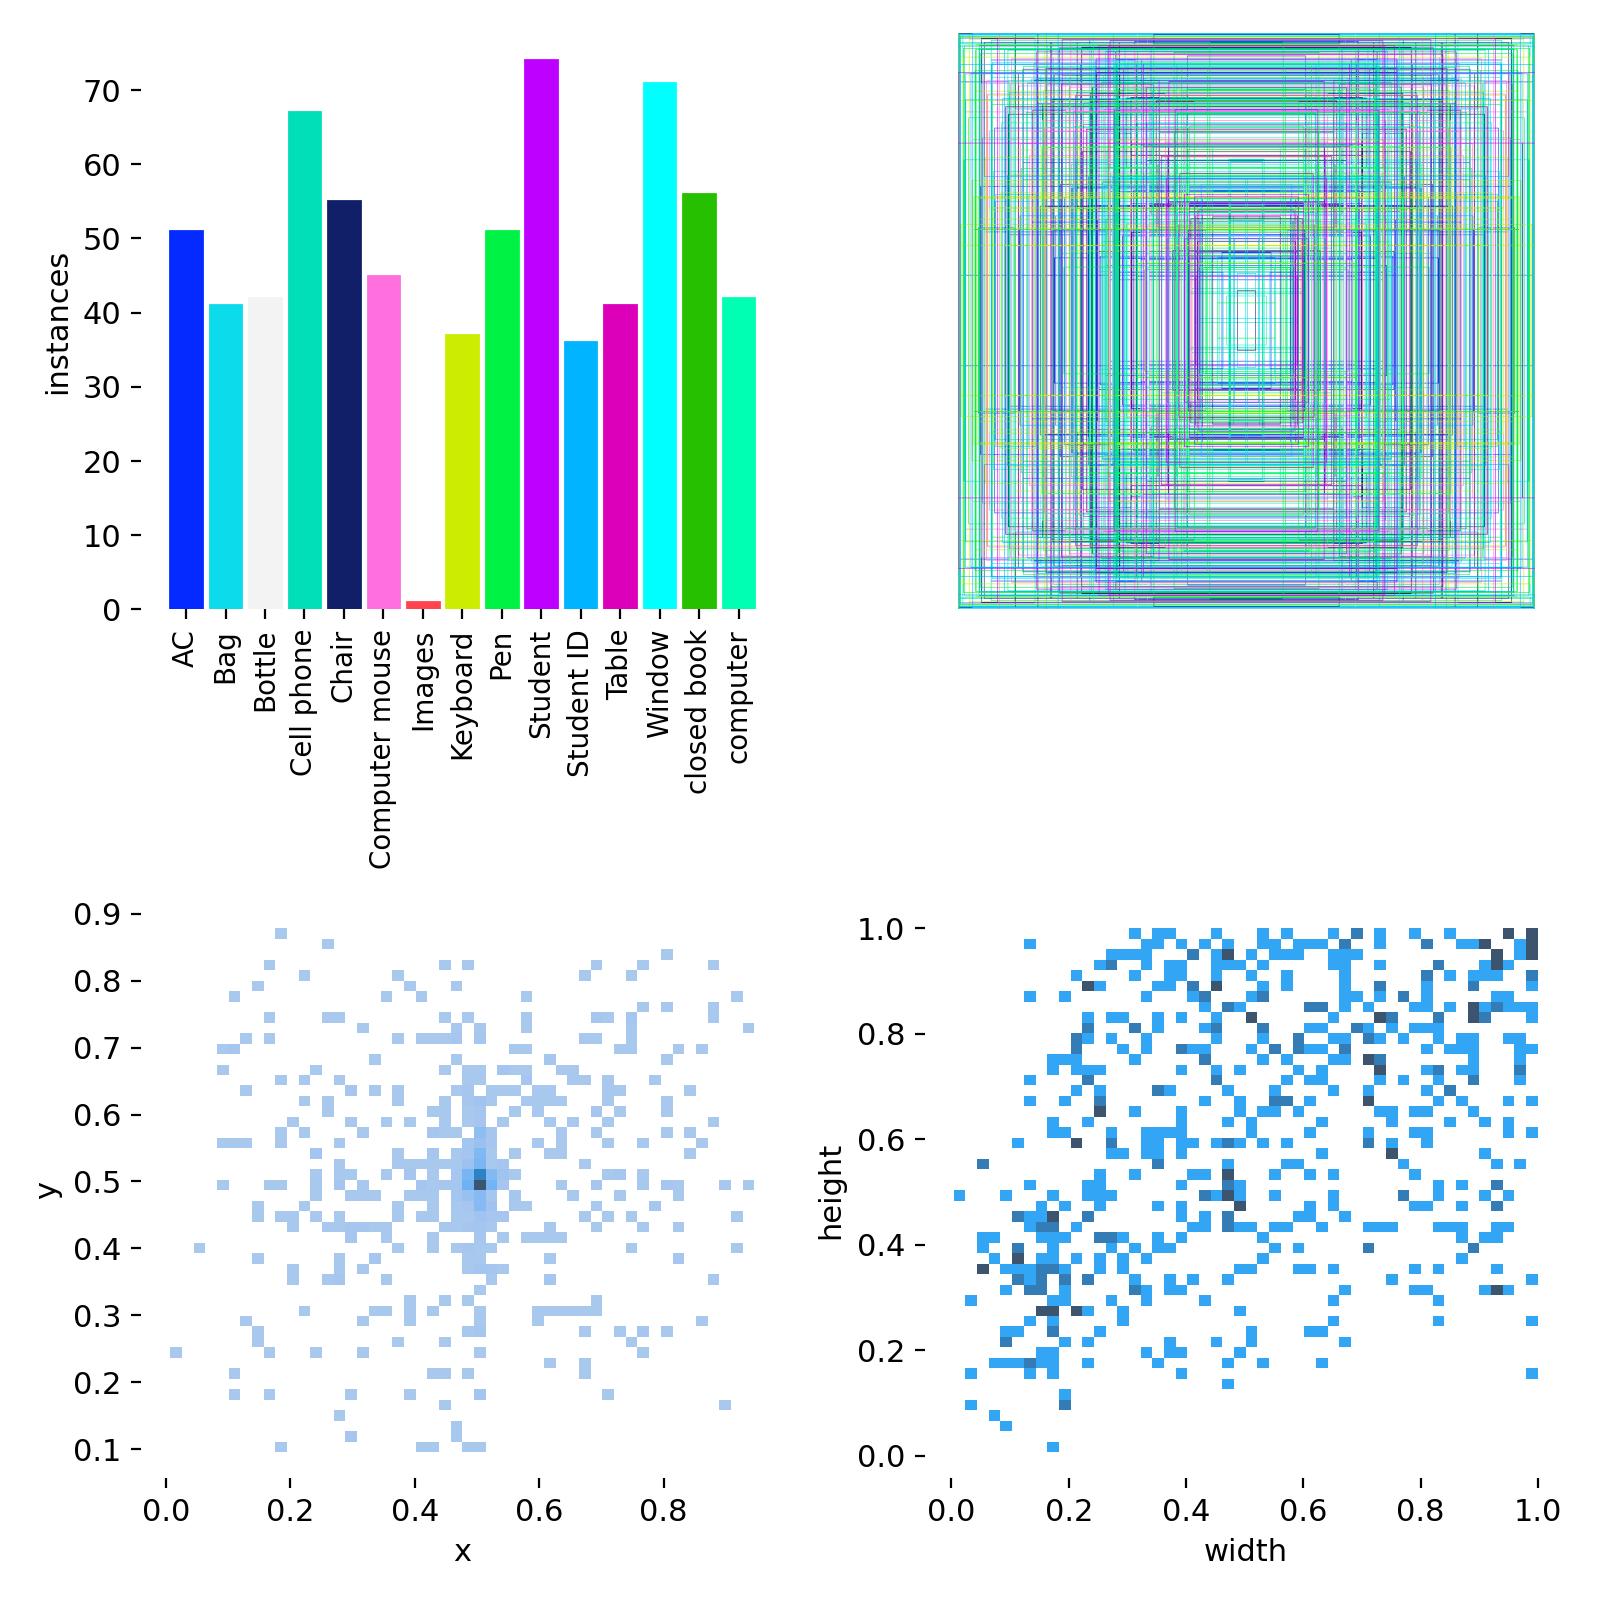 instances
70
60
50
40
30
20
10
0
AC
Bag
Bottle
Cell phone
Chair
Computer mouse
Images
Keyboard
Pen
Student
Student ID
Table
Window
closed book
computer
y
0.9
0.8
0.7
0.6
0.5
0.4
0.3
0.2
0.1
0.0 0.2 0.4 0.6 0.8
x
height
1.0
0.8
0.6
0.4
0.2
0.0
0.0 0.2 0.4 0.6 0.8 1.0
width